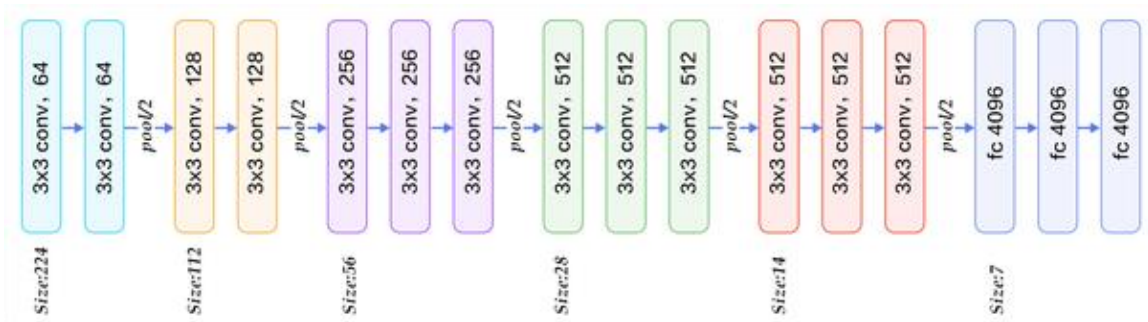 3x3 conv, 64
3x3 conv, 64
pool/2
3x3 conv, 128
3x3 conv, 128
pool/2
3x3 conv, 256
3x3 conv, 256
3x3 conv, 256
pool/2
3x3 conv, 512
3x3 conv, 512
3x3 conv, 512
pool/2
3x3 conv, 512
3x3 conv, 512
3x3 conv, 512
pool/2
fc 4096
fc 4096
fc 4096
Size:224
Size:112
Size:56
Size:28
Size:14
Size:7